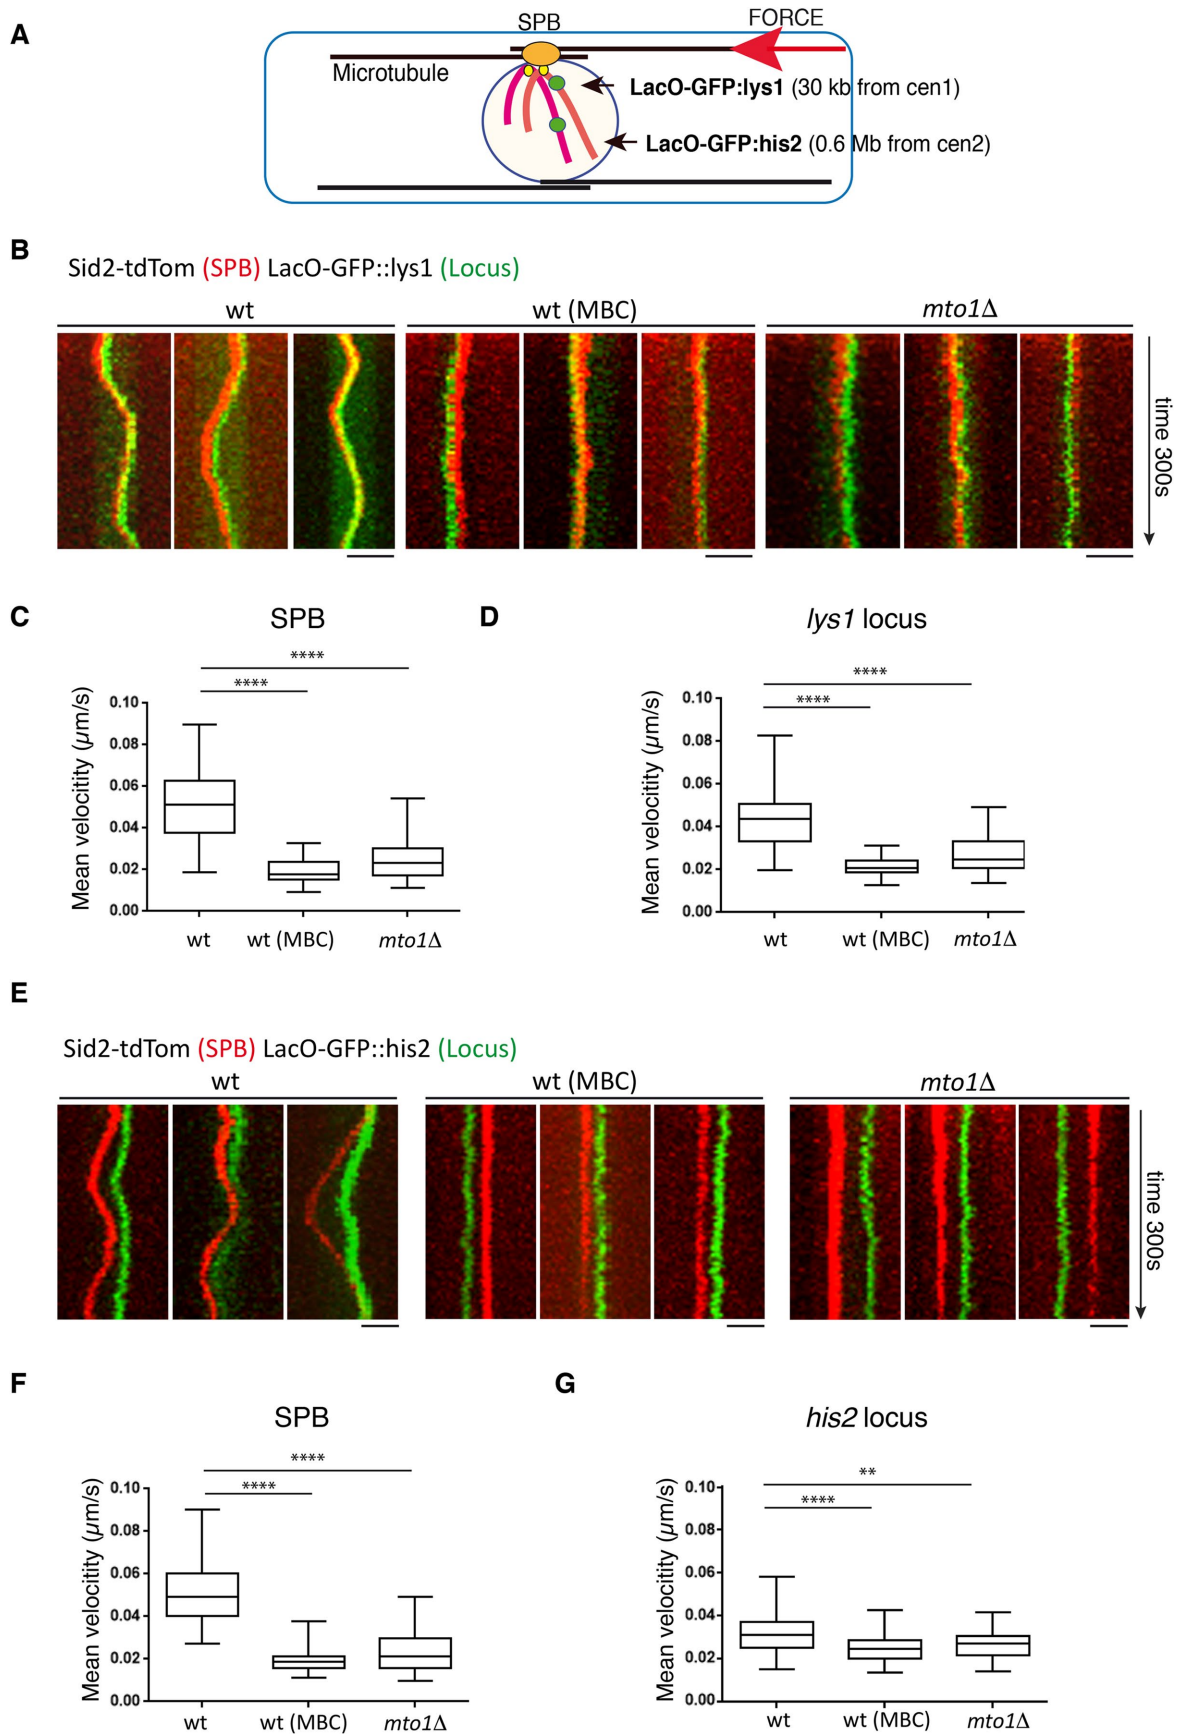 A
SPB
FORCE
Microtubule
LacO-GFP:lys1 (30 kb from cen1)
LacO-GFP:his2 (0.6 Mb from cen2)
B
Sid2-tdTom (SPB) LacO-GFP::lys1 (Locus)
wt
wt (MBC)
mto1Δ
time 300s
C
SPB
****
****
Mean velocitity (µm/s)
0.10
0.08
0.06
0.04
0.02
0.00
wt
wt (MBC)
mto1Δ
D
lys1 locus
****
****
Mean velocitity (µm/s)
0.10
0.08
0.06
0.04
0.02
0.00
wt
wt (MBC)
mto1Δ
E
Sid2-tdTom (SPB) LacO-GFP::his2 (Locus)
wt
wt (MBC)
mto1Δ
time 300s
F
SPB
****
****
Mean velocitity (µm/s)
0.10
0.08
0.06
0.04
0.02
0.00
wt
wt (MBC)
mto1Δ
G
his2 locus
**
****
Mean velocitity (µm/s)
0.10
0.08
0.06
0.04
0.02
0.00
wt
wt (MBC)
mto1Δ